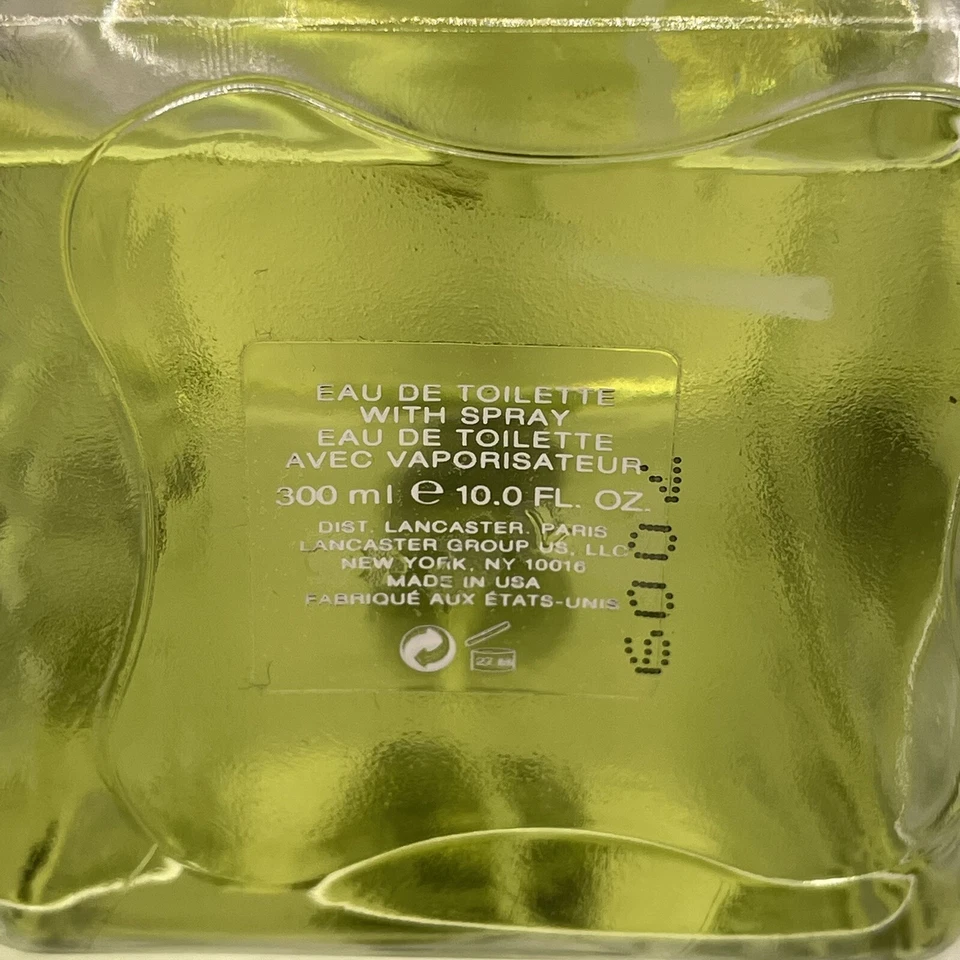 EAU DE TOILETTE
WITH SPRAY
EAU DE TOILETTE
AVEC VAPORISATEUR
300 ml e 10.0 FL. OZ.
DIST. LANCASTER. PARIS
LANCASTER GROUP US, LLC
NEW YORK, NY 10016
MADE IN USA
FABRIQUÉ AUX ÉTATS-UNIS